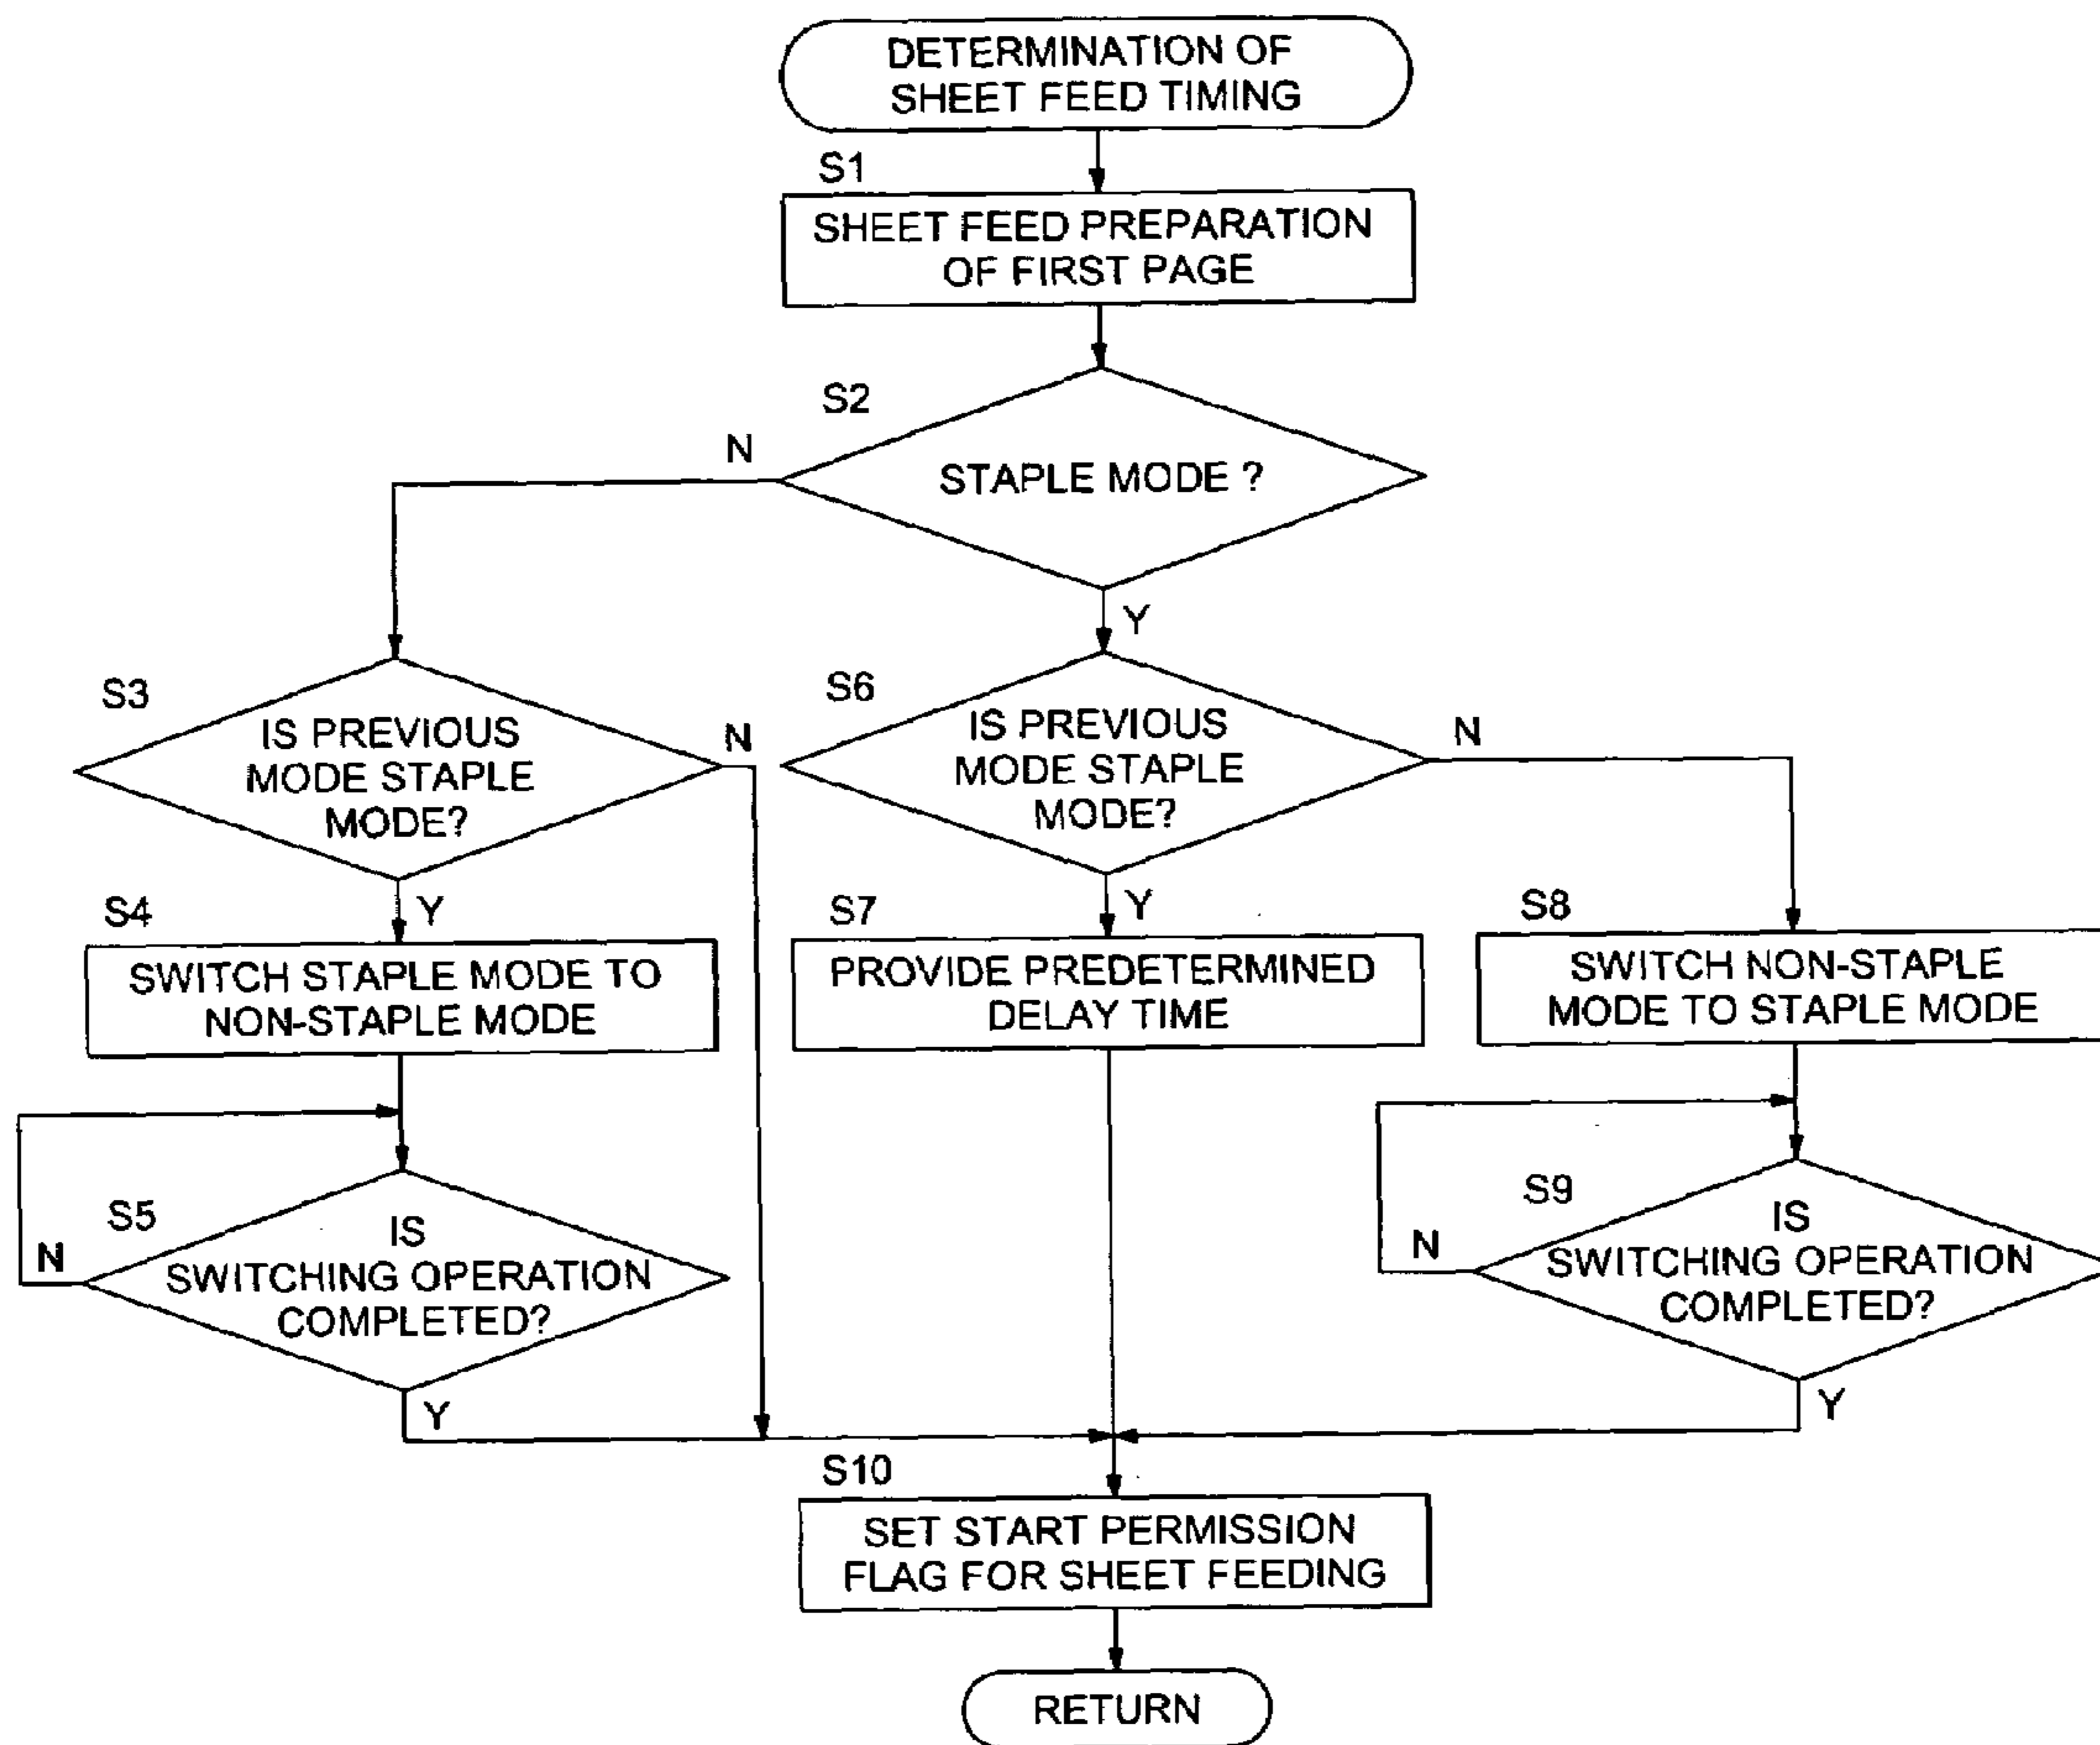 DETERMINATION OF
SHEET FEED TIMING
S1
SHEET FEED PREPARATION
OF FIRST PAGE
S2
N
STAPLE MODE ?
Y
S3
IS PREVIOUS
MODE STAPLE
MODE?
N
S6
IS PREVIOUS
MODE STAPLE
MODE?
N
Y
S4
SWITCH STAPLE MODE TO
NON-STAPLE MODE
Y
S7
PROVIDE PREDETERMINED
DELAY TIME
S8
SWITCH NON-STAPLE
MODE TO STAPLE MODE
S5
N
IS
SWITCHING OPERATION
COMPLETED?
Y
S9
N
IS
SWITCHING OPERATION
COMPLETED?
Y
S10
SET START PERMISSION
FLAG FOR SHEET FEEDING
RETURN